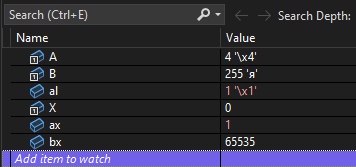 Search (Ctrl+E) Search Depth:
Name Value
A 4 '\x4'
B 255 'я'
al 1 '\x1'
X 0
ax 1
bx 65535
Add item to watch